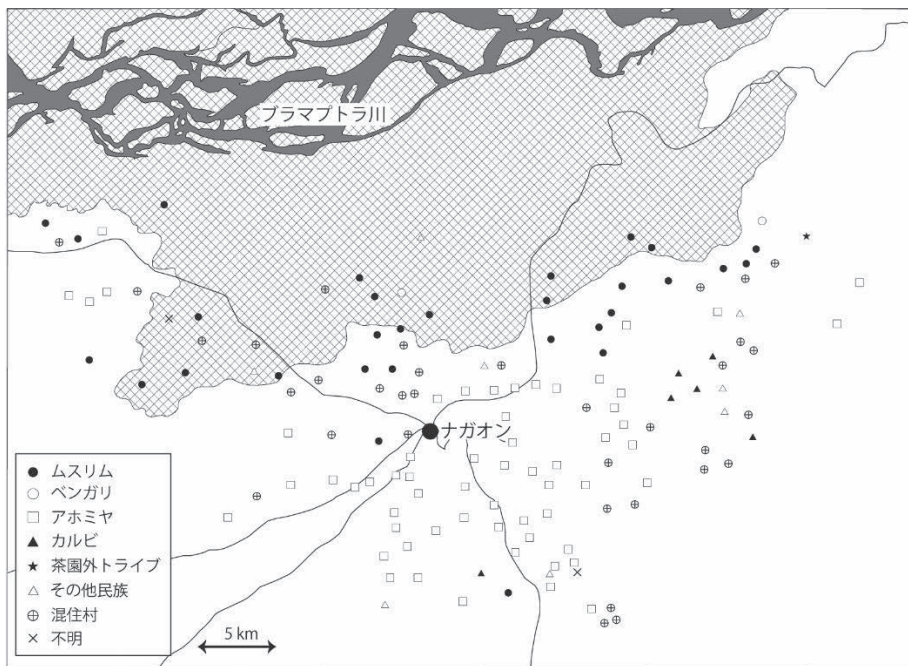 ブラマプトラ川
ナガオン
ムスリム
ベンガリ
アホミヤ
カルビ
茶園外トライブ
その他民族
混住村
不明
5 km